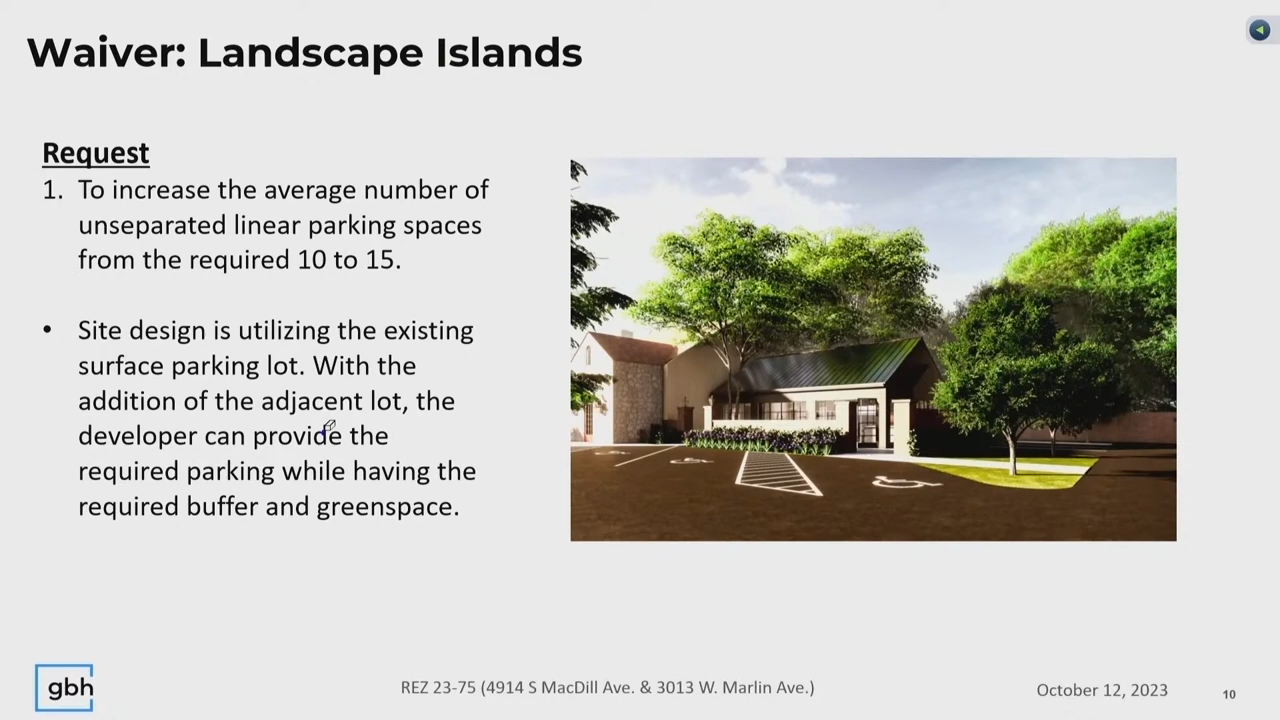 Waiver: Landscape Islands
Request
1. To increase the average number of
unseparated linear parking spaces
from the required 10 to 15.
• Site design is utilizing the existing
surface parking lot. With the
addition of the adjacent lot, the
developer can provide the
required parking while having the
required buffer and greenspace.
gbh
REZ 23-75 (4914 S MacDill Ave. & 3013 W. Marlin Ave.)
October 12, 2023
10